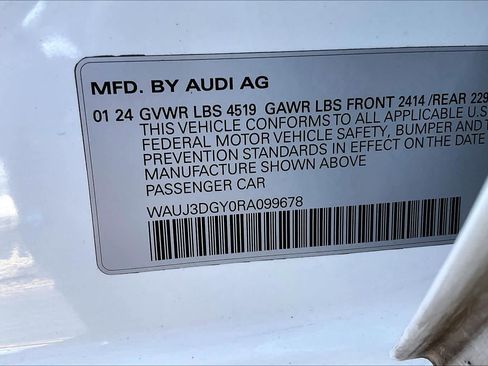 MFD. BY AUDI AG
01 24 GVWR LBS 4519 GAWR LBS FRONT 2414 /REAR 229
THIS VEHICLE CONFORMS TO ALL APPLICABLE U.S
FEDERAL MOTOR VEHICLE SAFETY, BUMPER AND T
PREVENTION STANDARDS IN EFFECT ON THE DATE
MANUFACTURE SHOWN ABOVE
PASSENGER CAR
WAUJ3DGY0RA099678